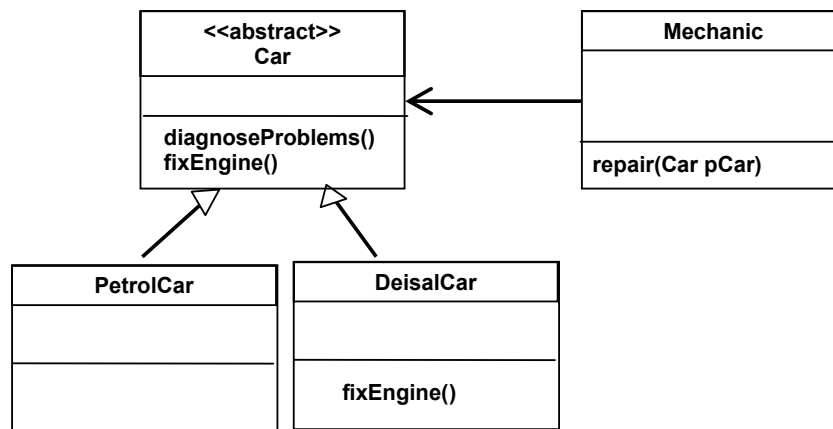 <<abstract>>
Car
diagnoseProblems()
fixEngine()
Mechanic
repair(Car pCar)
PetrolCar
DeisalCar
fixEngine()